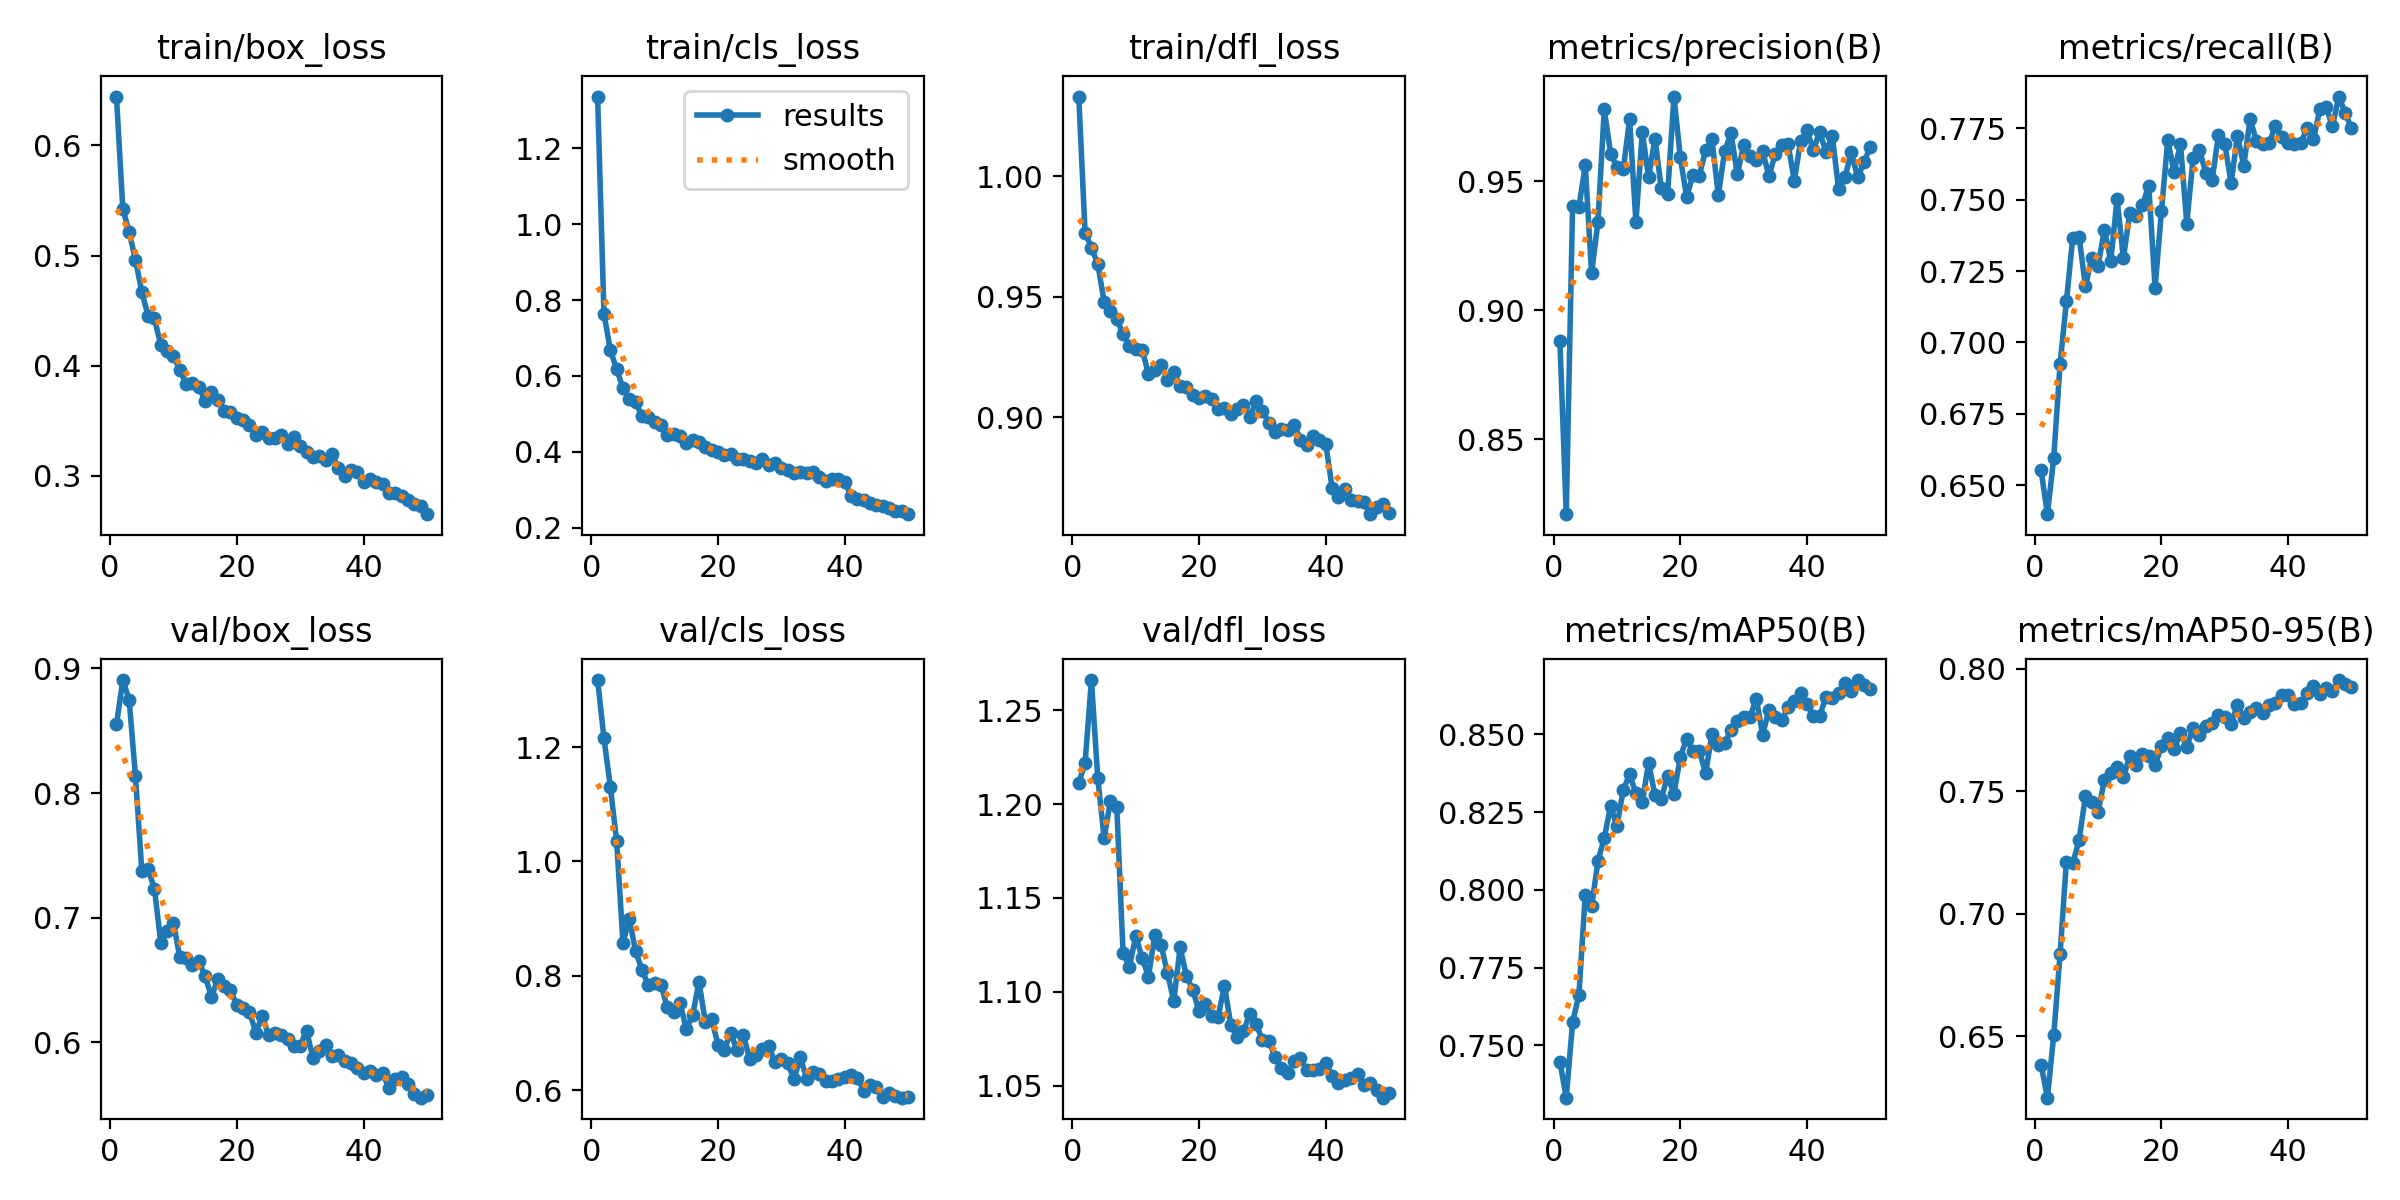 train/box_loss
train/cls_loss
train/dfl_loss
metrics/precision(B)
metrics/recall(B)
0.6
0.5
0.4
0.3
0 20 40
results
smooth
1.2
1.0
0.8
0.6
0.4
0.2
0 20 40
1.00
0.95
0.90
0 20 40
0.95
0.90
0.85
0 20 40
0.775
0.750
0.725
0.700
0.675
0.650
0 20 40
val/box_loss
val/cls_loss
val/dfl_loss
metrics/mAP50(B)
metrics/mAP50-95(B)
0.9
0.8
0.7
0.6
0 20 40
1.2
1.0
0.8
0.6
0 20 40
1.25
1.20
1.15
1.10
1.05
0 20 40
0.850
0.825
0.800
0.775
0.750
0 20 40
0.80
0.75
0.70
0.65
0 20 40